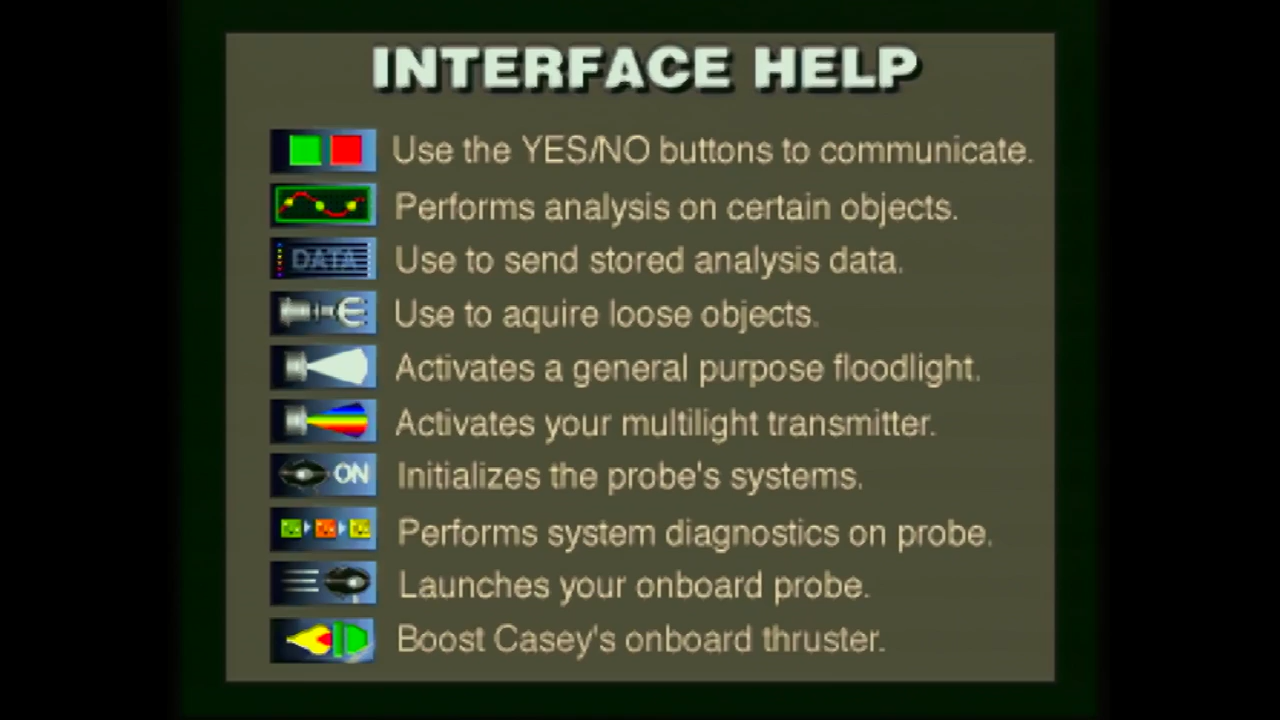 INTERFACE HELP
Use the YES/NO buttons to communicate.
Performs analysis on certain objects.
DATA Use to send stored analysis data.
Use to aquire loose objects.
Activates a general purpose floodlight.
Activates your multilight transmitter.
ON Initializes the probe's systems.
Performs system diagnostics on probe.
Launches your onboard probe.
Boost Casey's onboard thruster.